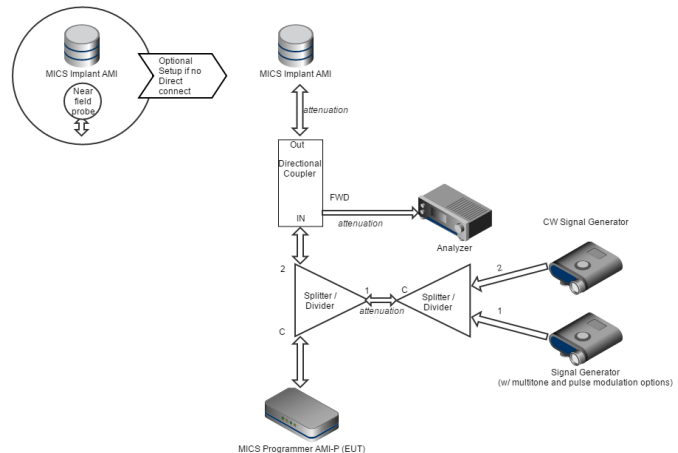 MICS Implant AMI
Near
field
probe
Optional
Setup if no
Direct
connect
MICS Implant AMI
attenuation
Out
Directional
Coupler
IN
FWD
attenuation
Analyzer
CW Signal Generator
2
Splitter /
Divider
C
1
attenuation
C
Splitter /
Divider
2
1
Signal Generator
(w/ multitone and pulse modulation options)
MICS Programmer AMI-P (EUT)